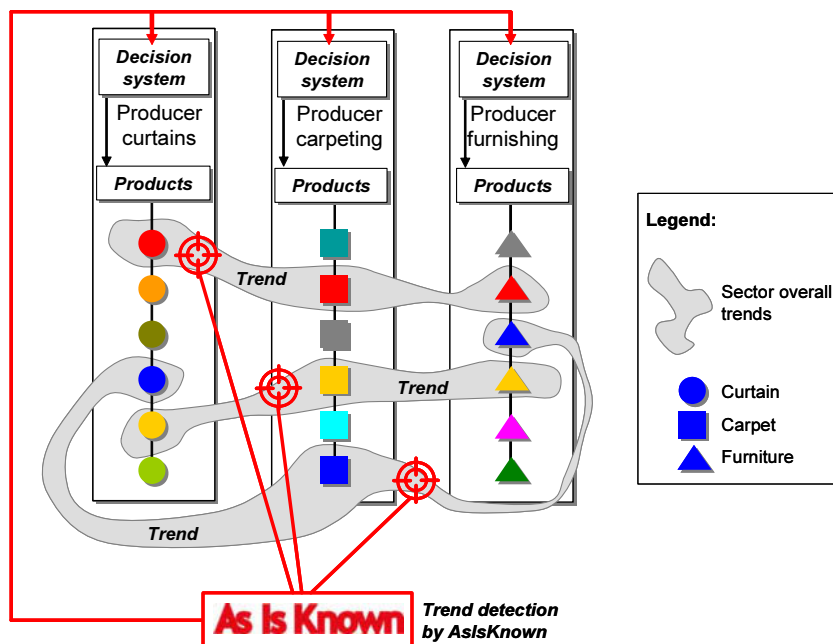 Decision
system
Producer
curtains
Products
Decision
system
Producer
carpeting
Products
Decision
system
Producer
furnishing
Products
Trend
Trend
Trend
Legend:
Sector overall
trends
Curtain
Carpet
Furniture
As Is Known
Trend detection
by AsIsKnown